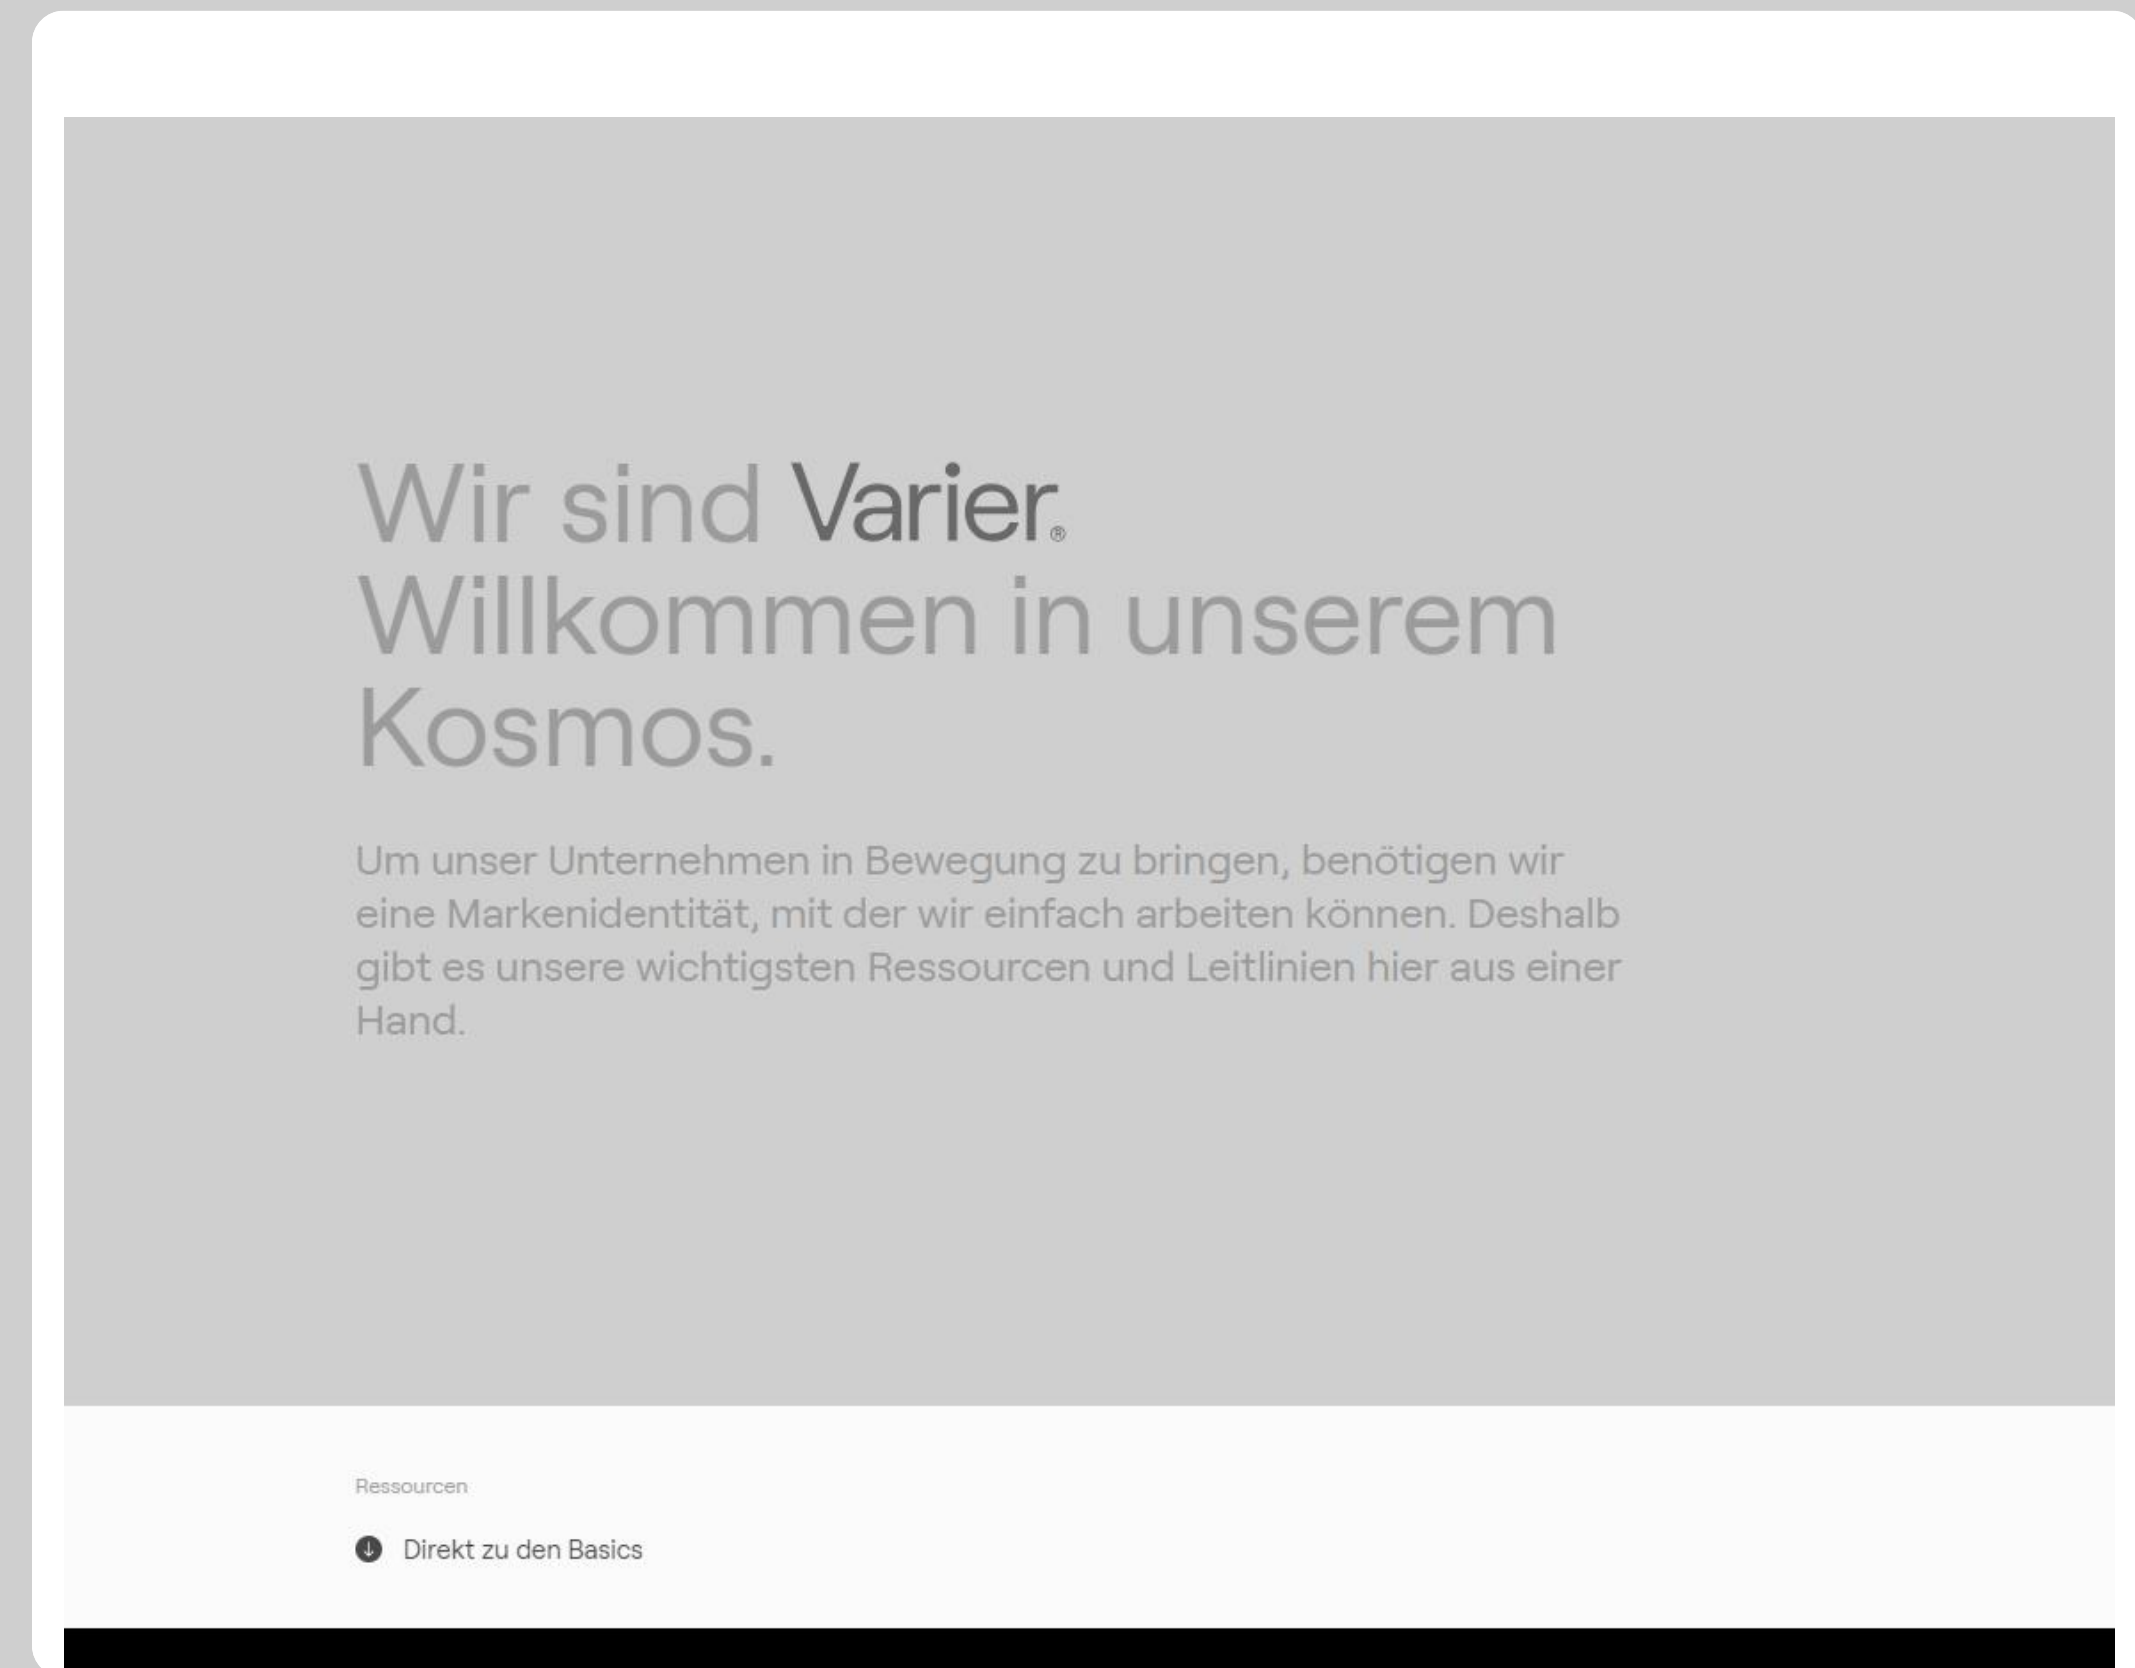 Wir sind Varier®
Willkommen in unserem
Kosmos.
Um unser Unternehmen in Bewegung zu bringen, benötigen wir
eine Markenidentität, mit der wir einfach arbeiten können. Deshalb
gibt es unsere wichtigsten Ressourcen und Leitlinien hier aus einer
Hand.
Ressourcen
Direkt zu den Basics